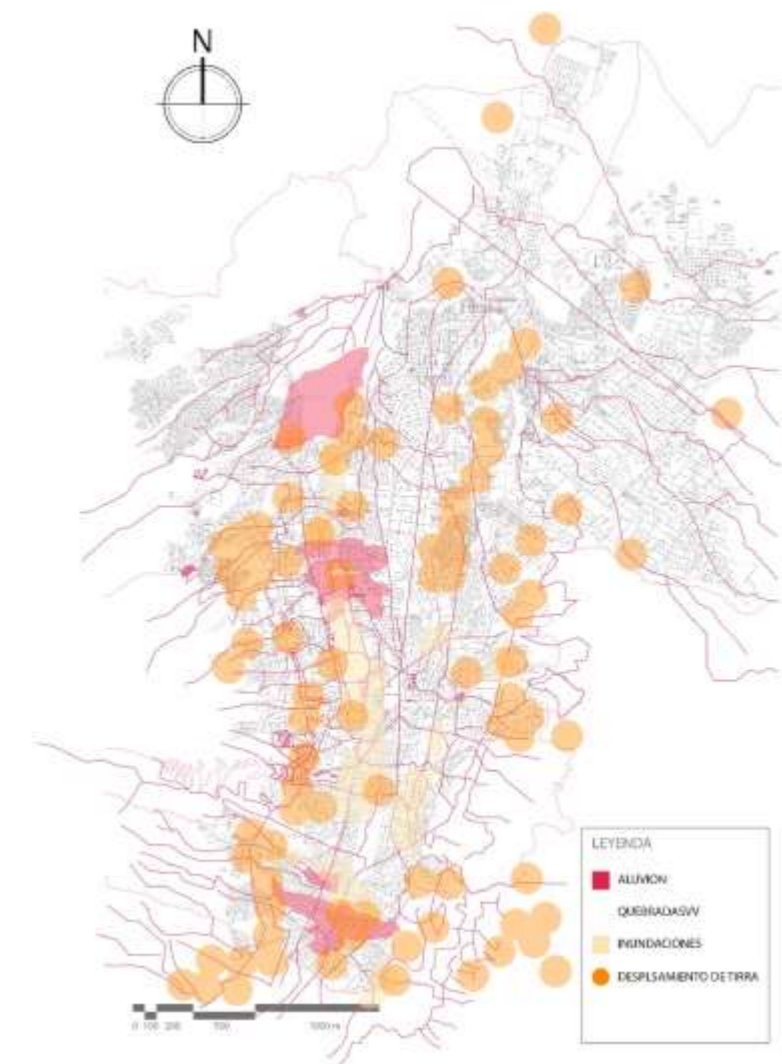 N
LEYENDA
ALUVION
QUEBRADASVV
INUNDACIONES
DESPLSAMIENTO DE TIRRA
0 100 200 500 1000 m